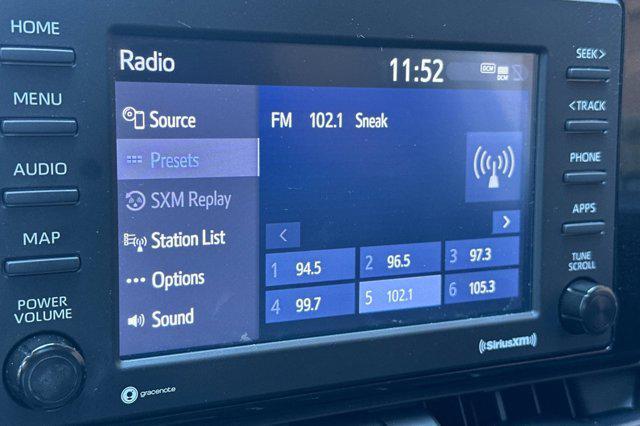 HOME
MENU
AUDIO
MAP
POWER
VOLUME
Radio
11:52
DCM
DCM
Source
Presets
SXM Replay
Station List
Options
Sound
FM 102.1 Sneak
<
>
1 94.5 2 96.5 3 97.3
4 99.7 5 102.1 6 105.3
gracenote
SiriusXM
SEEK >
< TRACK
PHONE
APPS
TUNE
SCROLL